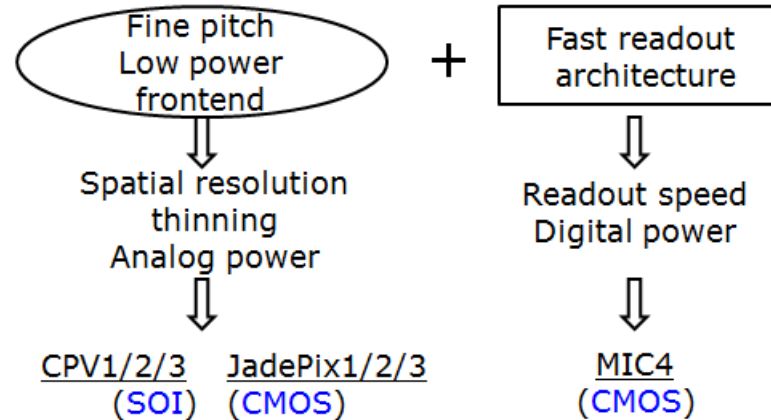 Fine pitch
Low power
frontend
+
Fast readout
architecture
Spatial resolution
thinning
Analog power
Readout speed
Digital power
CPV1/2/3 JadePix1/2/3
(SOI) (CMOS)
MIC4
(CMOS)